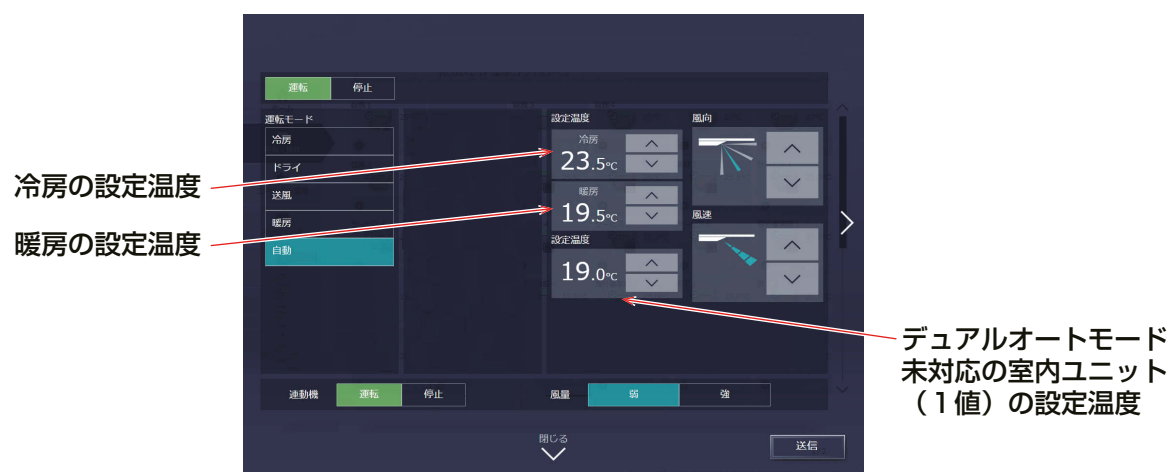 運転 停止
運転モード
冷房
ドライ
送風
暖房
自動
設定温度
冷房
23.5℃
暖房
19.5℃
設定温度
19.0℃
風向
風速
連動機 運転 停止
風量 弱 強
閉じる
送信
冷房の設定温度
暖房の設定温度
デュアルオートモード
未対応の室内ユニット
（1値）の設定温度